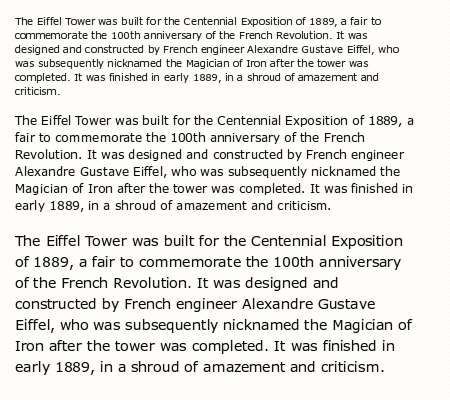 The Eiffel Tower was built for the Centennial Exposition of 1889, a fair to
commemorate the 100th anniversary of the French Revolution. It was
designed and constructed by French engineer Alexandre Gustave Eiffel, who
was subsequently nicknamed the Magician of Iron after the tower was
completed. It was finished in early 1889, in a shroud of amazement and
criticism.
The Eiffel Tower was built for the Centennial Exposition of 1889, a
fair to commemorate the 100th anniversary of the French
Revolution. It was designed and constructed by French engineer
Alexandre Gustave Eiffel, who was subsequently nicknamed the
Magician of Iron after the tower was completed. It was finished in
early 1889, in a shroud of amazement and criticism.
The Eiffel Tower was built for the Centennial Exposition
of 1889, a fair to commemorate the 100th anniversary
of the French Revolution. It was designed and
constructed by French engineer Alexandre Gustave
Eiffel, who was subsequently nicknamed the Magician of
Iron after the tower was completed. It was finished in
early 1889, in a shroud of amazement and criticism.